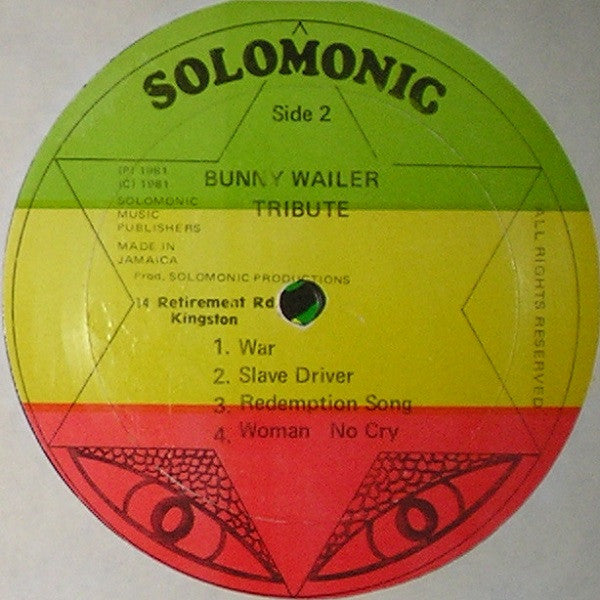 SOLOMONIC
Side 2
(P) 1981
(C) 1981
BUNNY WAILER
TRIBUTE
SOLOMONIC
MUSIC
PUBLISHERS
MADE IN
JAMAICA
Prod. SOLOMONIC PRODUCTIONS
14 Retirement Rd
Kingston
1. War
2. Slave Driver
3. Redemption Song
4. Woman No Cry
ALL RIGHTS RESERVED